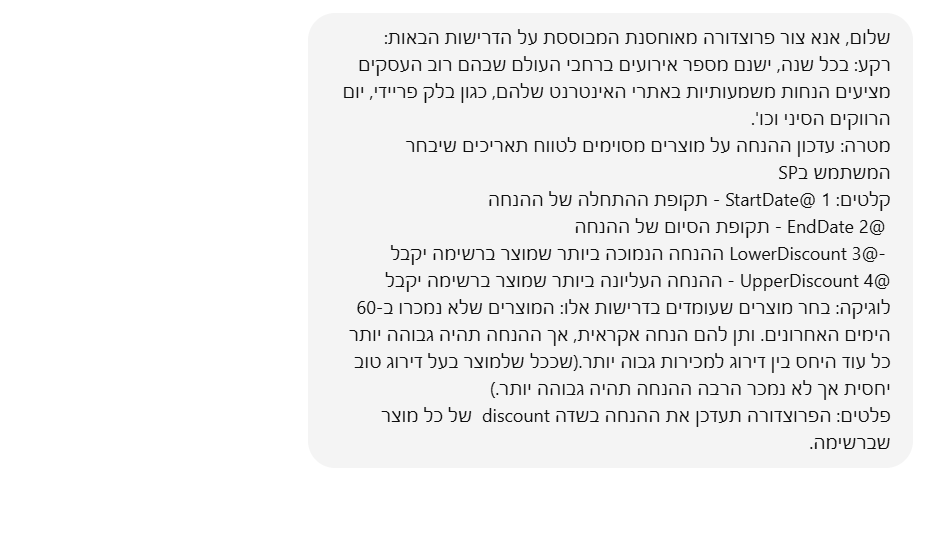 שלום, אנא צור פרוצדורה מאוחסנת המבוססת על הדרישות הבאות:
רקע: בכל שנה, ישנם מספר אירועים ברחבי העולם שבהם רוב העסקים
מציעים הנחות משמעותיות באתרי האינטרנט שלהם, כגון בלק פריידי, יום
הרווקים הסיני וכו'.
מטרה: עדכון ההנחה על מוצרים מסוימים לטווח תאריכים שיבחר
המשתמש בSP
קלטים: 1 @StartDate - תקופת ההתחלה של ההנחה
@2 EndDate - תקופת הסיום של ההנחה
-@3 LowerDiscount ההנחה הנמוכה ביותר שמוצר ברשימה יקבל
@4 UpperDiscount - ההנחה העליונה ביותר שמוצר ברשימה יקבל
לוגיקה: בחר מוצרים שעומדים בדרישות אלו: המוצרים שלא נמכרו ב-60
הימים האחרונים. ותן להם הנחה אקראית, אך ההנחה תהיה גבוהה יותר
כל עוד היחס בין דירוג למכירות גבוה יותר.(שככל שלמוצר בעל דירוג טוב
יחסית אך לא נמכר הרבה ההנחה תהיה גבוהה יותר.)
פלטים: הפרוצדורה תעדכן את ההנחה בשדה discount של כל מוצר
שברשימה.